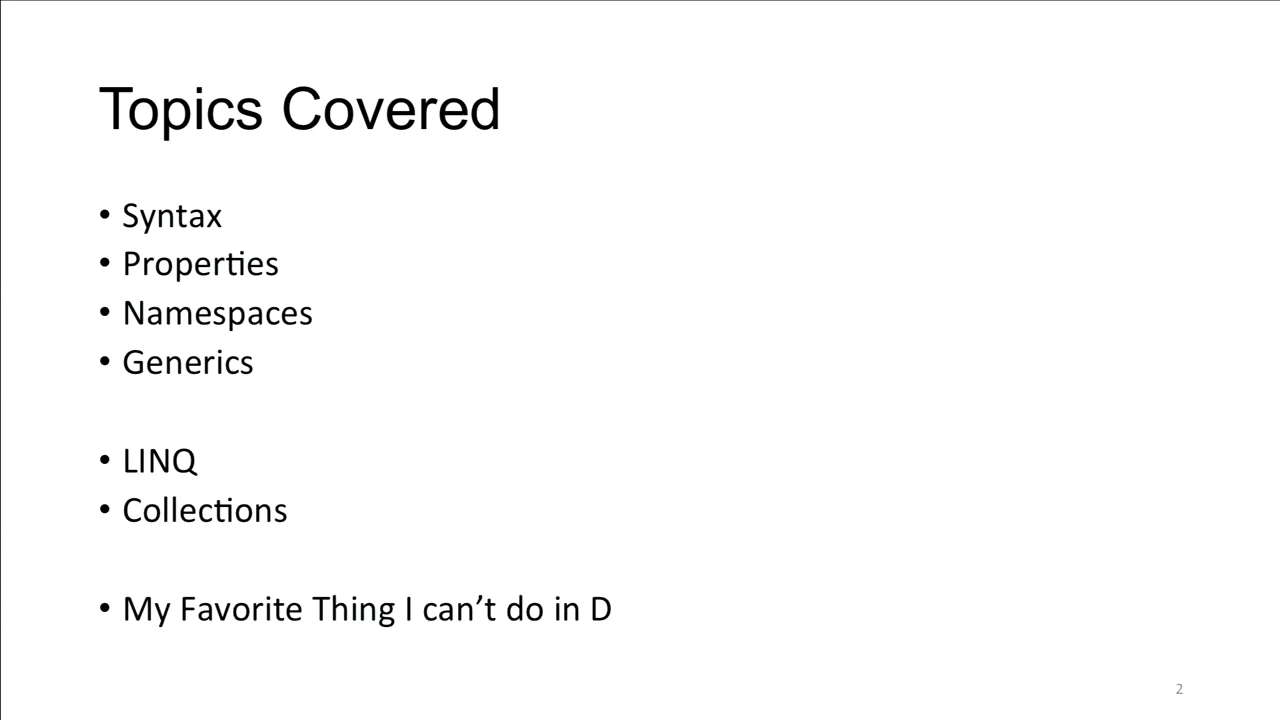 Topics Covered
• Syntax
• Properties
• Namespaces
• Generics
• LINQ
• Collections
• My Favorite Thing I can’t do in D
2